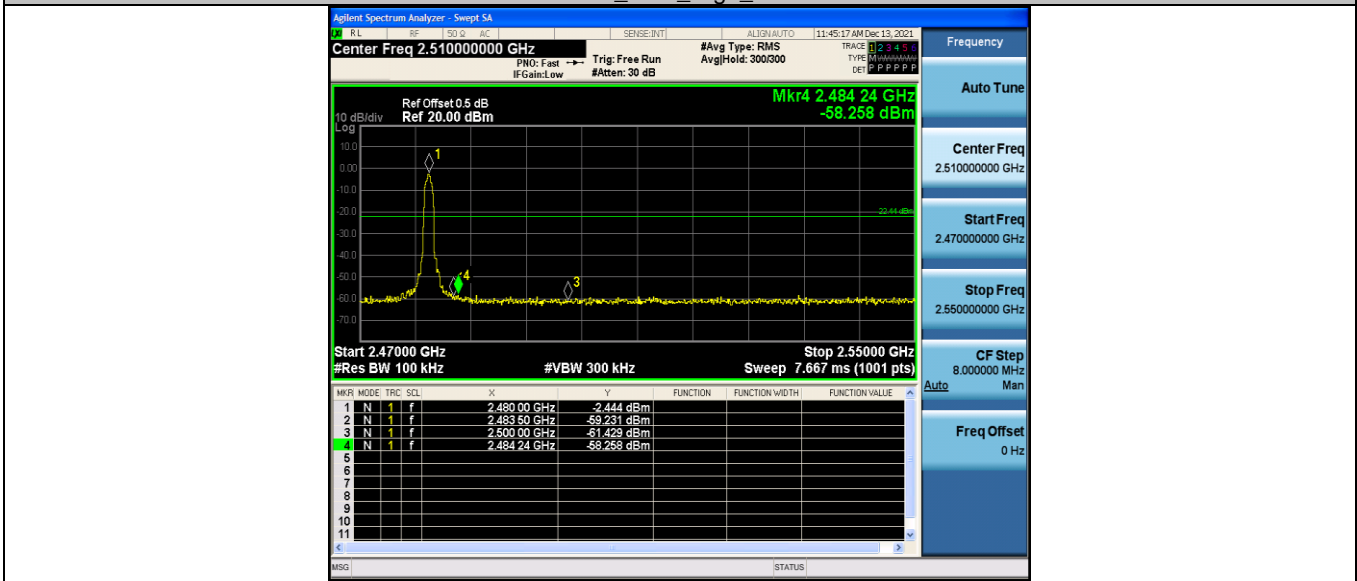 Agilent Spectrum Analyzer - Swept SA
RL RF 50 Ω AC SENSE:INT ALIGNAUTO 11:45:17 AM Dec 13, 2021
Center Freq 2.510000000 GHz
PNO: Fast
IFGain:Low
Trig: Free Run
#Atten: 30 dB
#Avg Type: RMS
Avg|Hold: 300/300
TRACE 1 2 3 4 5 6
TYPE M
DET P P P P P P
Mkr4 2.484 24 GHz
-58.258 dBm
Ref Offset 0.5 dB
10 dB/div Ref 20.00 dBm
Log
10.0
0.00
-10.0
-20.0
-30.0
-40.0
-50.0
-60.0
-70.0
1
4
3
-22.44 dBm
Start 2.47000 GHz Stop 2.55000 GHz
#Res BW 100 kHz #VBW 300 kHz Sweep 7.667 ms (1001 pts)
MKR MODE TRC SCL X Y FUNCTION FUNCTION WIDTH FUNCTION VALUE
1 N 1 f 2.480 00 GHz -2.444 dBm
2 N 1 f 2.483 50 GHz -59.231 dBm
3 N 1 f 2.500 00 GHz -61.429 dBm
4 N 1 f 2.484 24 GHz -58.258 dBm
5
6
7
8
9
10
11
MSG STATUS
Frequency
Auto Tune
Center Freq
2.510000000 GHz
Start Freq
2.470000000 GHz
Stop Freq
2.550000000 GHz
CF Step
8.000000 MHz
Auto Man
Freq Offset
0 Hz